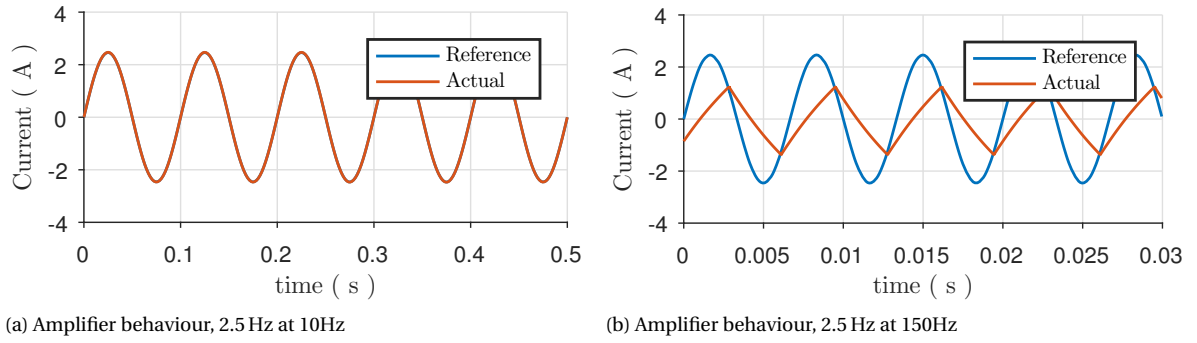 4
2
0
-2
-4
Current ( A )
Reference
Actual
0
0.1
0.2
0.3
0.4
0.5
time ( s )
(a) Amplifier behaviour, 2.5 Hz at 10Hz
4
2
0
-2
-4
Current ( A )
Reference
Actual
0
0.005
0.01
0.015
0.02
0.025
0.03
time ( s )
(b) Amplifier behaviour, 2.5 Hz at 150Hz